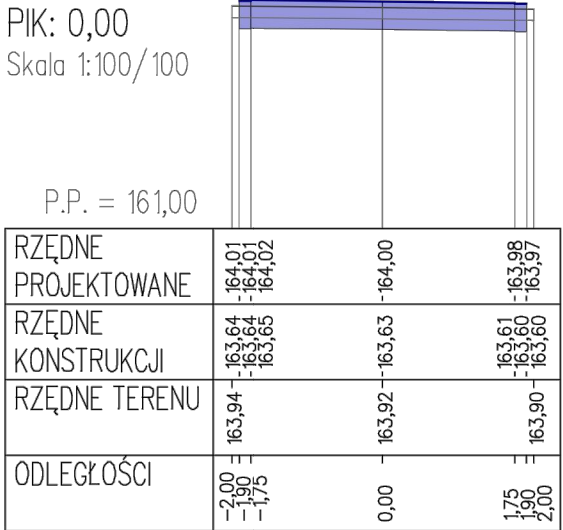 PIK: 0,00
Skala 1:100/100
P.P. = 161,00
RZĘDNE
PROJEKTOWANE
164,01
164,01
164,02
164,00
163,98
163,97
RZĘDNE
KONSTRUKCJI
163,64
163,64
163,65
163,63
163,61
163,60
163,60
RZĘDNE TERENU
163,94
163,92
163,90
ODLEGŁOŚCI
-2,00
-1,90
-1,75
0,00
1,75
1,90
2,00